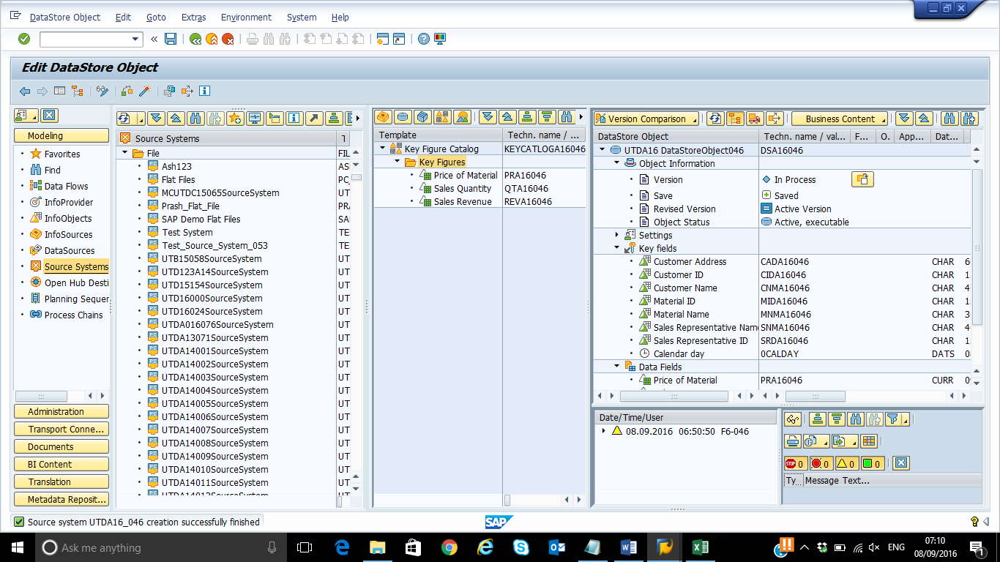 DataStore Object Edit Goto Extras Environment System Help
Edit DataStore Object
Modeling
Favorites
Find
Data Flows
InfoProvider
InfoObjects
InfoSources
DataSources
Source Systems
Open Hub Desti
Planning Sequer
Process Chains
Administration
Transport Conne...
Documents
BI Content
Translation
Metadata Reposit...
Source Systems T
File FIL
Ash123 AS
Flat Files PC_
MCUTDC15065SourceSystem UT
Prash_Flat_File PR
SAP Demo Flat Files SA
Test System TE
Test_Source_System_053 TE
UTB15058SourceSystem UT
UTD123A14SourceSystem UT
UTD15154SourceSystem UT
UTD16000SourceSystem UT
UTD16024SourceSystem UT
UTDA016076SourceSystem UT
UTDA13071SourceSystem UT
UTDA14001SourceSystem UT
UTDA14002SourceSystem UT
UTDA14003SourceSystem UT
UTDA14004SourceSystem UT
UTDA14005SourceSystem UT
UTDA14006SourceSystem UT
UTDA14007SourceSystem UT
UTDA14008SourceSystem UT
UTDA14009SourceSystem UT
UTDA14010SourceSystem UT
UTDA14011SourceSystem UT
Template Techn. name / ...
Key Figure Catalog KEYCATLOGA16046
Key Figures
Price of Material PRA16046
Sales Quantity QTA16046
Sales Revenue REVA16046
Version Comparison Business Content
DataStore Object Techn. name / val... F... O. App... Dat...
UTDA16 DataStoreObject046 DSA16046
Object Information
Version In Process
Save Saved
Revised Version Active Version
Object Status Active, executable
Settings
Key fields
Customer Address CADA16046 CHAR 6
Customer ID CIDA16046 CHAR 1
Customer Name CNMA16046 CHAR 4
Material ID MIDA16046 CHAR 1
Material Name MNMA16046 CHAR 3
Sales Representative Name SNMA16046 CHAR 4
Sales Representative ID SRDA16046 CHAR 1
Calendar day 0CALDAY DATS 0
Data Fields
Price of Material PRA16046 CURR 0
Date/Time/User
08.09.2016 06:50:50 F6-046
STOP 0 0 0 0
Ty... Message Text...
Source system UTDA16_046 creation successfully finished
SAP
Ask me anything
ENG
07:10
08/09/2016
1